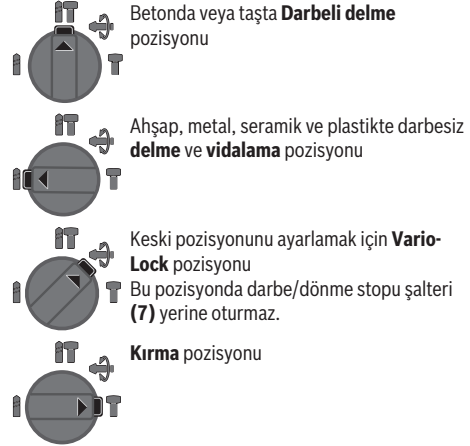 Betonda veya taşta Darbeli delme
pozisyonu
Ahşap, metal, seramik ve plastikte darbesiz
delme ve vidalama pozisyonu
Keski pozisyonunu ayarlamak için Vario-
Lock pozisyonu
Bu pozisyonda darbe/dönme stopu şalteri
(7) yerine oturmaz.
Kırma pozisyonu